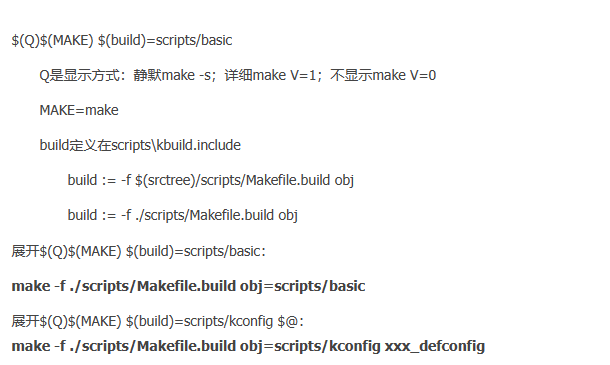 $(Q)$(MAKE) $(build)=scripts/basic
Q是显示方式：静默make -s；详细make V=1；不显示make V=0
MAKE=make
build定义在scripts\kbuild.include
build := -f $(srctree)/scripts/Makefile.build obj
build := -f ./scripts/Makefile.build obj
展开$(Q)$(MAKE) $(build)=scripts/basic：
make -f ./scripts/Makefile.build obj=scripts/basic
展开$(Q)$(MAKE) $(build)=scripts/kconfig $@：
make -f ./scripts/Makefile.build obj=scripts/kconfig xxx_defconfig